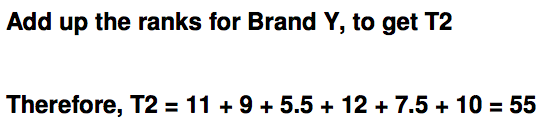 Add up the ranks for Brand Y, to get T2
Therefore, T2 = 11 + 9 + 5.5 + 12 + 7.5 + 10 = 55